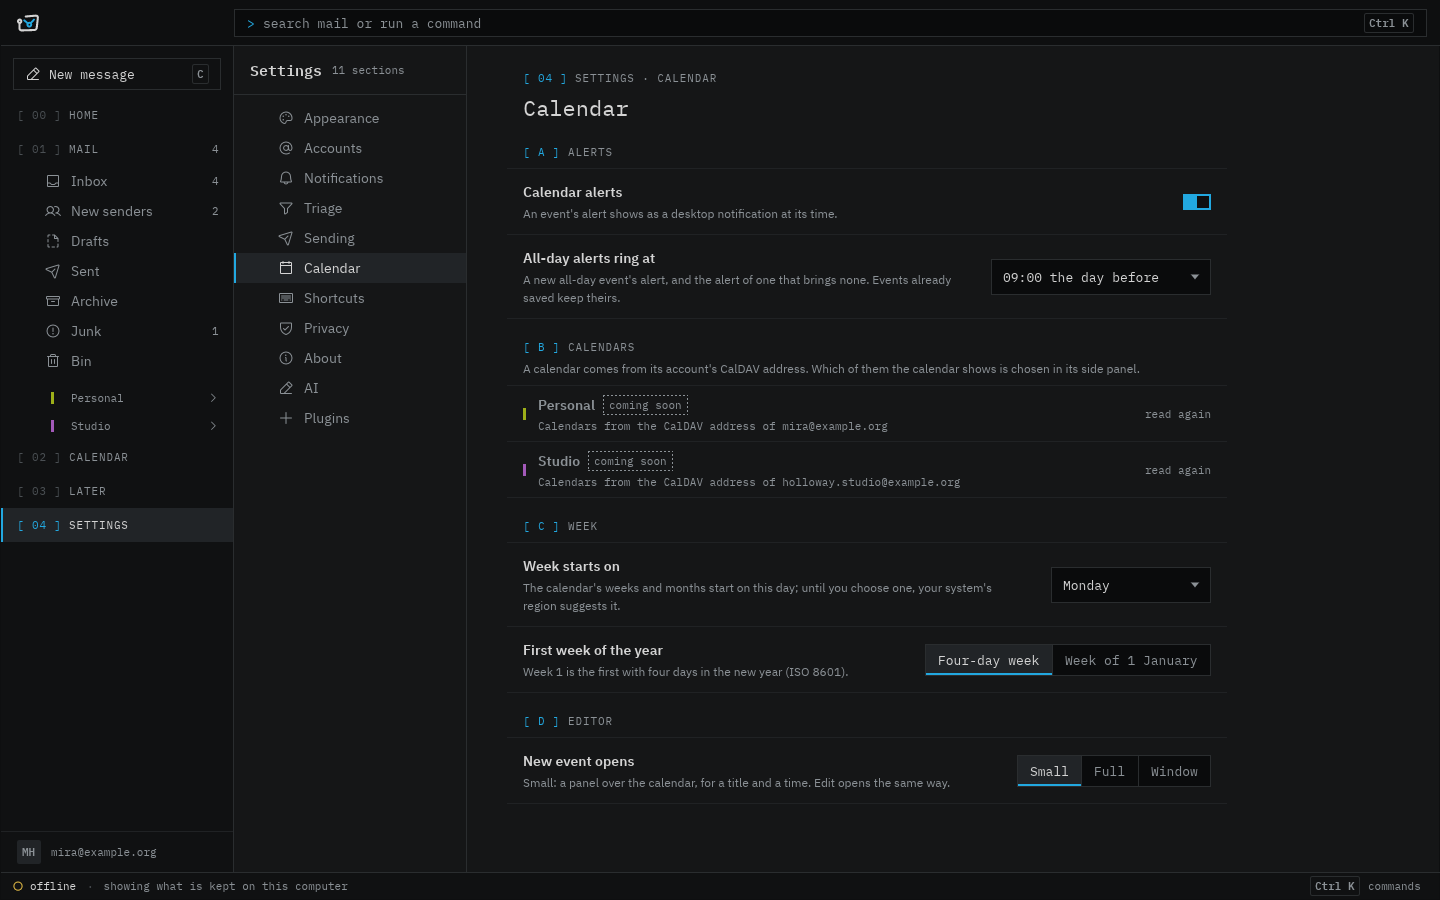 > search mail or run a command Ctrl K
New message C
[ 00 ] HOME
[ 01 ] MAIL 4
Inbox 4
New senders 2
Drafts
Sent
Archive
Junk 1
Bin
Personal
Studio
[ 02 ] CALENDAR
[ 03 ] LATER
[ 04 ] SETTINGS
MH mira@example.org
Settings 11 sections
Appearance
Accounts
Notifications
Triage
Sending
Calendar
Shortcuts
Privacy
About
AI
Plugins
[ 04 ] SETTINGS · CALENDAR
Calendar
[ A ] ALERTS
Calendar alerts
An event's alert shows as a desktop notification at its time.
All-day alerts ring at
A new all-day event's alert, and the alert of one that brings none. Events already
saved keep theirs.
09:00 the day before
[ B ] CALENDARS
A calendar comes from its account's CalDAV address. Which of them the calendar shows is chosen in its side panel.
Personal coming soon
Calendars from the CalDAV address of mira@example.org
read again
Studio coming soon
Calendars from the CalDAV address of holloway.studio@example.org
read again
[ C ] WEEK
Week starts on
The calendar's weeks and months start on this day; until you choose one, your system's
region suggests it.
Monday
First week of the year
Week 1 is the first with four days in the new year (ISO 8601).
Four-day week Week of 1 January
[ D ] EDITOR
New event opens
Small: a panel over the calendar, for a title and a time. Edit opens the same way.
Small Full Window
offline · showing what is kept on this computer
Ctrl K commands